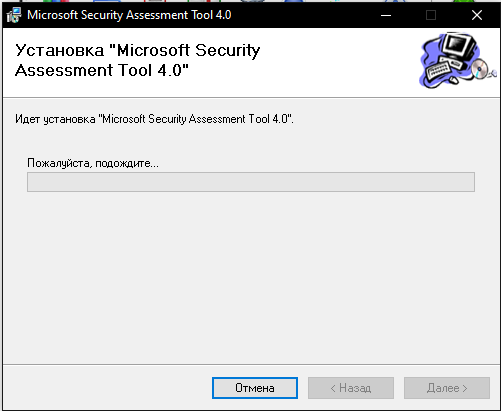 Microsoft Security Assessment Tool 4.0
Установка "Microsoft Security
Assessment Tool 4.0"
Идет установка "Microsoft Security Assessment Tool 4.0".
Пожалуйста, подождите...
Отмена
< Назад
Далее >